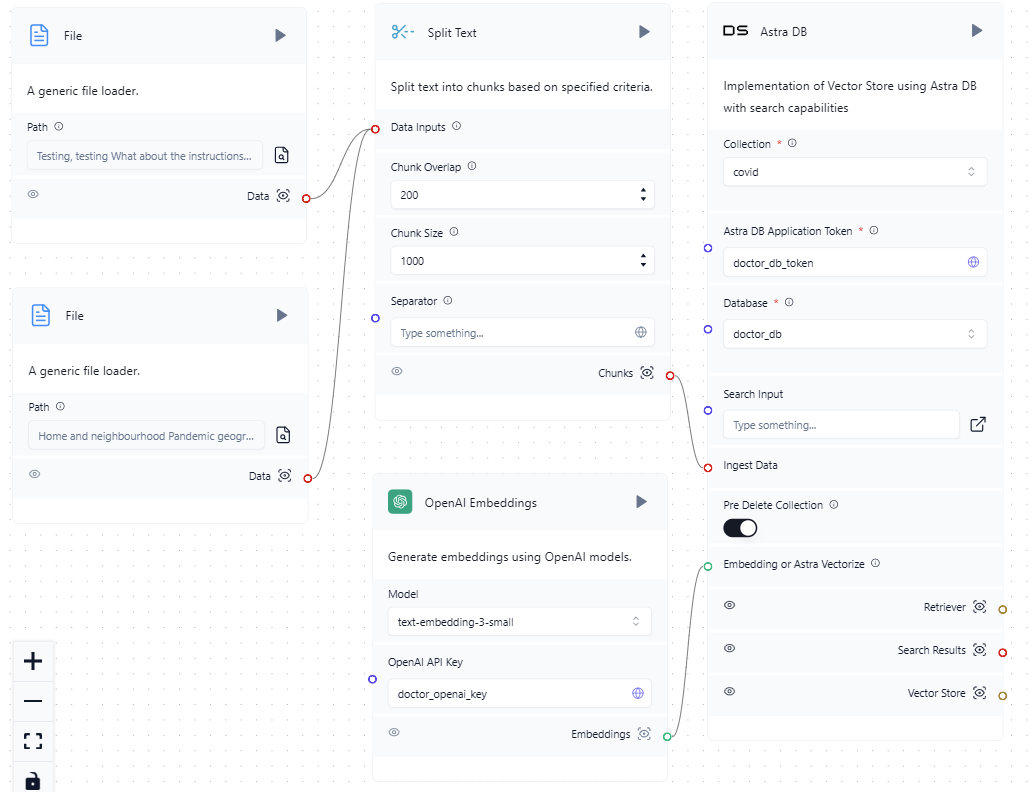 File
A generic file loader.
Path
Testing, testing What about the instructions...
Data
File
A generic file loader.
Path
Home and neighbourhood Pandemic geogr...
Data
Split Text
Split text into chunks based on specified criteria.
Data Inputs
Chunk Overlap
200
Chunk Size
1000
Separator
Type something...
Chunks
OpenAI Embeddings
Generate embeddings using OpenAI models.
Model
text-embedding-3-small
OpenAI API Key
doctor_openai_key
Embeddings
DS Astra DB
Implementation of Vector Store using Astra DB
with search capabilities
Collection *
covid
Astra DB Application Token *
doctor_db_token
Database *
doctor_db
Search Input
Type something...
Ingest Data
Pre Delete Collection
Embedding or Astra Vectorize
Retriever
Search Results
Vector Store